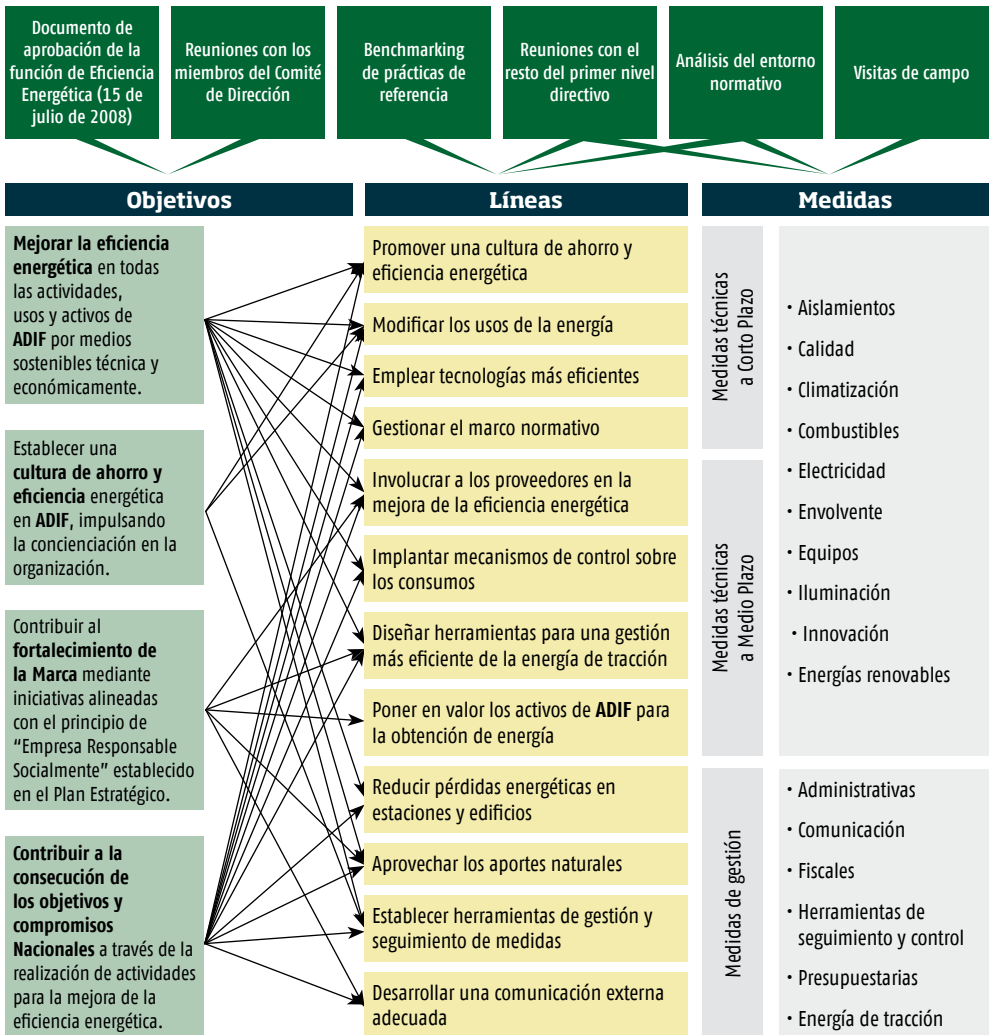 Documento de
aprobación de la
función de Eficiencia
Energética (15 de
julio de 2008)
Reuniones con los
miembros del Comité
de Dirección
Benchmarking
de prácticas de
referencia
Reuniones con el
resto del primer nivel
directivo
Análisis del entorno
normativo
Visitas de campo
Objetivos
Mejorar la eficiencia
energética en todas
las actividades,
usos y activos de
ADIF por medios
sostenibles técnica y
económicamente.
Establecer una
cultura de ahorro y
eficiencia energética
en ADIF, impulsando
la concienciación en la
organización.
Contribuir al
fortalecimiento de
la Marca mediante
iniciativas alineadas
con el principio de
“Empresa Responsable
Socialmente” establecido
en el Plan Estratégico.
Contribuir a la
consecución de
los objetivos y
compromisos
Nacionales a través de la
realización de actividades
para la mejora de la
eficiencia energética.
Líneas
Promover una cultura de ahorro y
eficiencia energética
Modificar los usos de la energía
Emplear tecnologías más eficientes
Gestionar el marco normativo
Involucrar a los proveedores en la
mejora de la eficiencia energética
Implantar mecanismos de control sobre
los consumos
Diseñar herramientas para una gestión
más eficiente de la energía de tracción
Poner en valor los activos de ADIF para
la obtención de energía
Reducir pérdidas energéticas en
estaciones y edificios
Aprovechar los aportes naturales
Establecer herramientas de gestión y
seguimiento de medidas
Desarrollar una comunicación externa
adecuada
Medidas
Medidas técnicas
a Corto Plazo
Medidas técnicas
a Medio Plazo
• Aislamientos
• Calidad
• Climatización
• Combustibles
• Electricidad
• Envolvente
• Equipos
• Iluminación
• Innovación
• Energías renovables
Medidas de gestión
• Administrativas
• Comunicación
• Fiscales
• Herramientas de
seguimiento y control
• Presupuestarias
• Energía de tracción